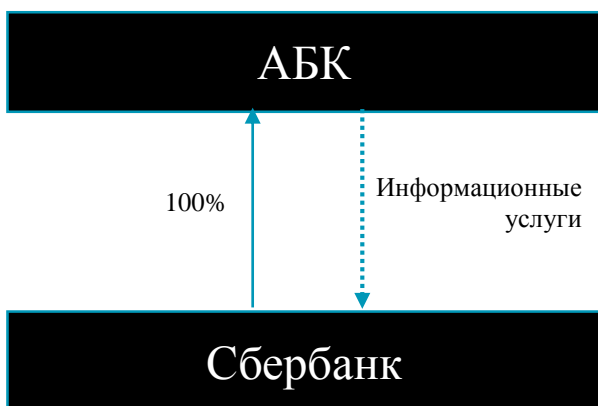 АБК
100%
Информационные
услуги
Сбербанк